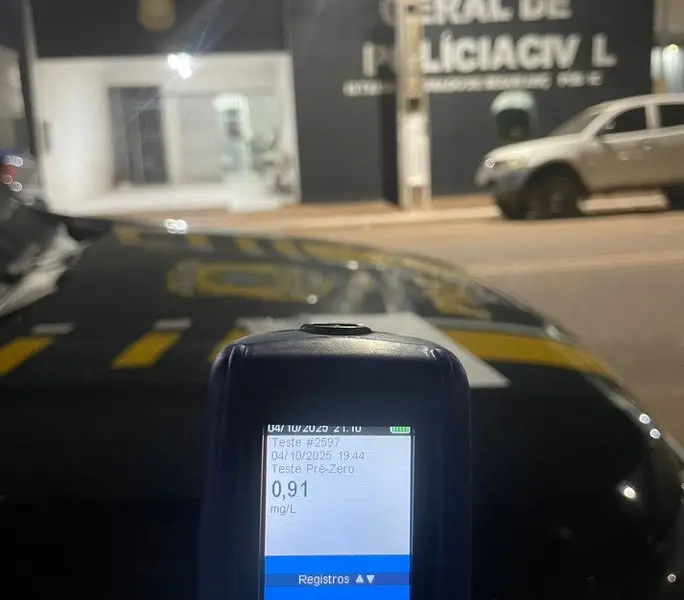 GERAL DE
POLÍCIACIV L
04/10/2025 21:10
Teste #2597
04/10/2025 19:44
Teste Pré-Zero
0,91
mg/L
Registros ▲▼